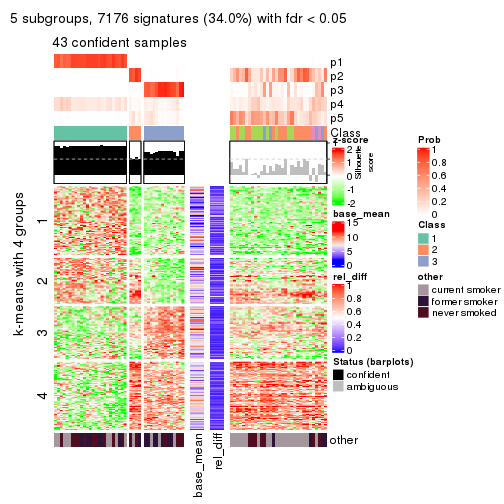 5 subgroups, 7176 signatures (34.0%) with fdr < 0.05
43 confident samples
p1
p2
p3
p4
p5
Class
z-score
2
1
0
-1
-2
Silhouette
score
base_mean
15
10
5
0
rel_diff
1
0.8
0.6
0.4
0.2
0
Status (barplots)
confident
ambiguous
Prob
1
0.8
0.6
0.4
0.2
0
Class
1
2
3
other
current smoker
former smoker
never smoked
k-means with 4 groups
1
2
3
4
other
base_mean
rel_diff